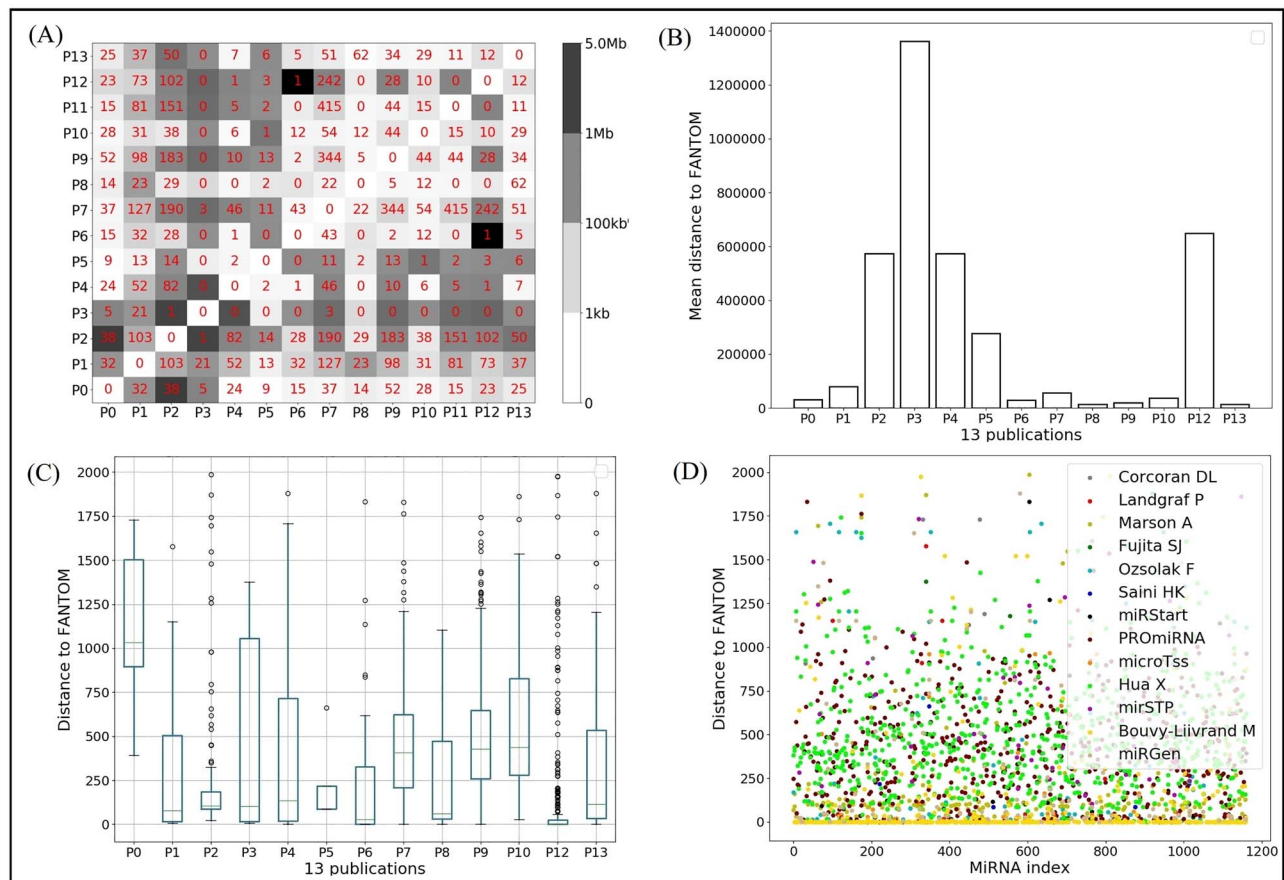 (A)
P13 25 37 50 0 7 6 5 51 62 34 29 11 12 0
P12 23 73 102 0 1 3 1 242 0 28 10 0 0 12
P11 15 81 151 0 5 2 0 415 0 44 15 0 0 11
P10 28 31 38 0 6 1 12 54 12 44 0 15 10 29
P9 52 98 183 0 10 13 2 344 5 0 44 44 28 34
P8 14 23 29 0 0 2 0 22 0 5 12 0 0 62
P7 37 127 190 3 46 11 43 0 22 344 54 415 242 51
P6 15 32 28 0 1 0 0 43 0 2 12 0 1 5
P5 9 13 14 0 2 0 0 11 2 13 1 2 3 6
P4 24 52 82 0 0 2 1 46 0 10 6 5 1 7
P3 5 21 1 0 0 0 0 3 0 0 0 0 0 0
P2 38 103 0 1 82 14 28 190 29 183 38 151 102 50
P1 32 0 103 21 52 13 32 127 23 98 31 81 73 37
P0 0 32 38 5 24 9 15 37 14 52 28 15 23 25
P0 P1 P2 P3 P4 P5 P6 P7 P8 P9 P10 P11 P12 P13
5.0Mb
1Mb
100kb
1kb
0
(B)
Mean distance to FANTOM
1400000
1200000
1000000
800000
600000
400000
200000
0
P0 P1 P2 P3 P4 P5 P6 P7 P8 P9 P10 P12 P13
13 publications
(C)
Distance to FANTOM
2000
1750
1500
1250
1000
750
500
250
0
P0 P1 P2 P3 P4 P5 P6 P7 P8 P9 P10 P12 P13
13 publications
(D)
Distance to FANTOM
2000
1750
1500
1250
1000
750
500
250
0
Corcoran DL
Landgraf P
Marson A
Fujita SJ
Ozsolak F
Saini HK
miRStart
PROmiRNA
microTss
Hua X
mirSTP
Bouvy-Liivrand M
miRGen
0 200 400 600 800 1000 1200
MiRNA index